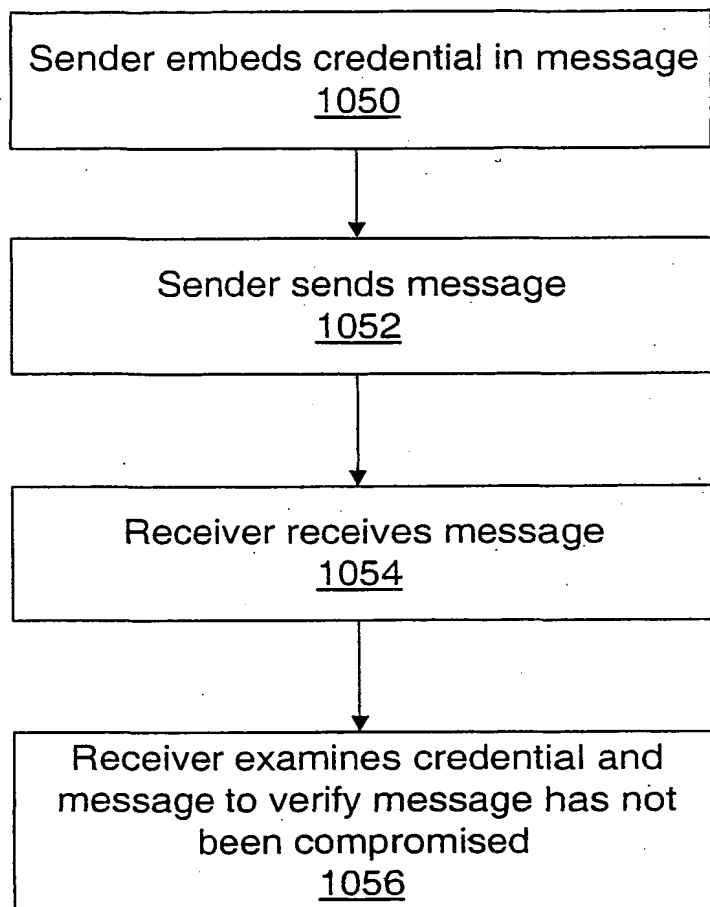 Sender embeds credential in message
1050
Sender sends message
1052
Receiver receives message
1054
Receiver examines credential and
message to verify message has not
been compromised
1056